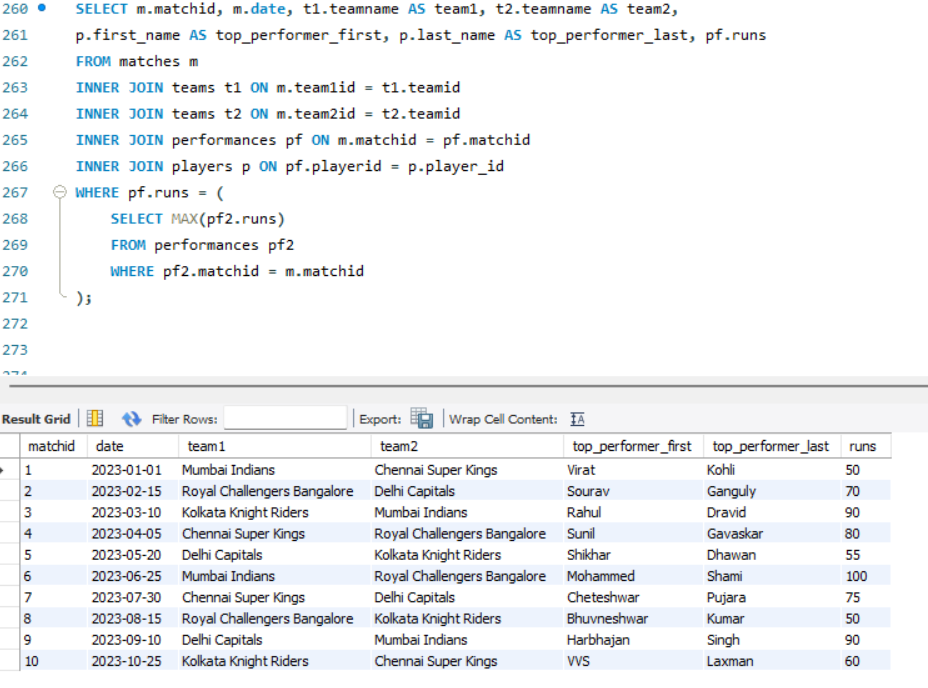 260 SELECT m.matchid, m.date, t1.teamname AS team1, t2.teamname AS team2,
261 p.first_name AS top_performer_first, p.last_name AS top_performer_last, pf.runs
262 FROM matches m
263 INNER JOIN teams t1 ON m.team1id = t1.teamid
264 INNER JOIN teams t2 ON m.team2id = t2.teamid
265 INNER JOIN performances pf ON m.matchid = pf.matchid
266 INNER JOIN players p ON pf.playerid = p.player_id
267 WHERE pf.runs = (
268 SELECT MAX(pf2.runs)
269 FROM performances pf2
270 WHERE pf2.matchid = m.matchid
271 );
272
273
Result Grid Filter Rows: Export: Wrap Cell Content:
matchid date team1 team2 top_performer_first top_performer_last runs
1 2023-01-01 Mumbai Indians Chennai Super Kings Virat Kohli 50
2 2023-02-15 Royal Challengers Bangalore Delhi Capitals Sourav Ganguly 70
3 2023-03-10 Kolkata Knight Riders Mumbai Indians Rahul Dravid 90
4 2023-04-05 Chennai Super Kings Royal Challengers Bangalore Sunil Gavaskar 80
5 2023-05-20 Delhi Capitals Kolkata Knight Riders Shikhar Dhawan 55
6 2023-06-25 Mumbai Indians Royal Challengers Bangalore Mohammed Shami 100
7 2023-07-30 Chennai Super Kings Delhi Capitals Cheteshwar Pujara 75
8 2023-08-15 Royal Challengers Bangalore Kolkata Knight Riders Bhuvneshwar Kumar 50
9 2023-09-10 Delhi Capitals Mumbai Indians Harbhajan Singh 90
10 2023-10-25 Kolkata Knight Riders Chennai Super Kings VVS Laxman 60